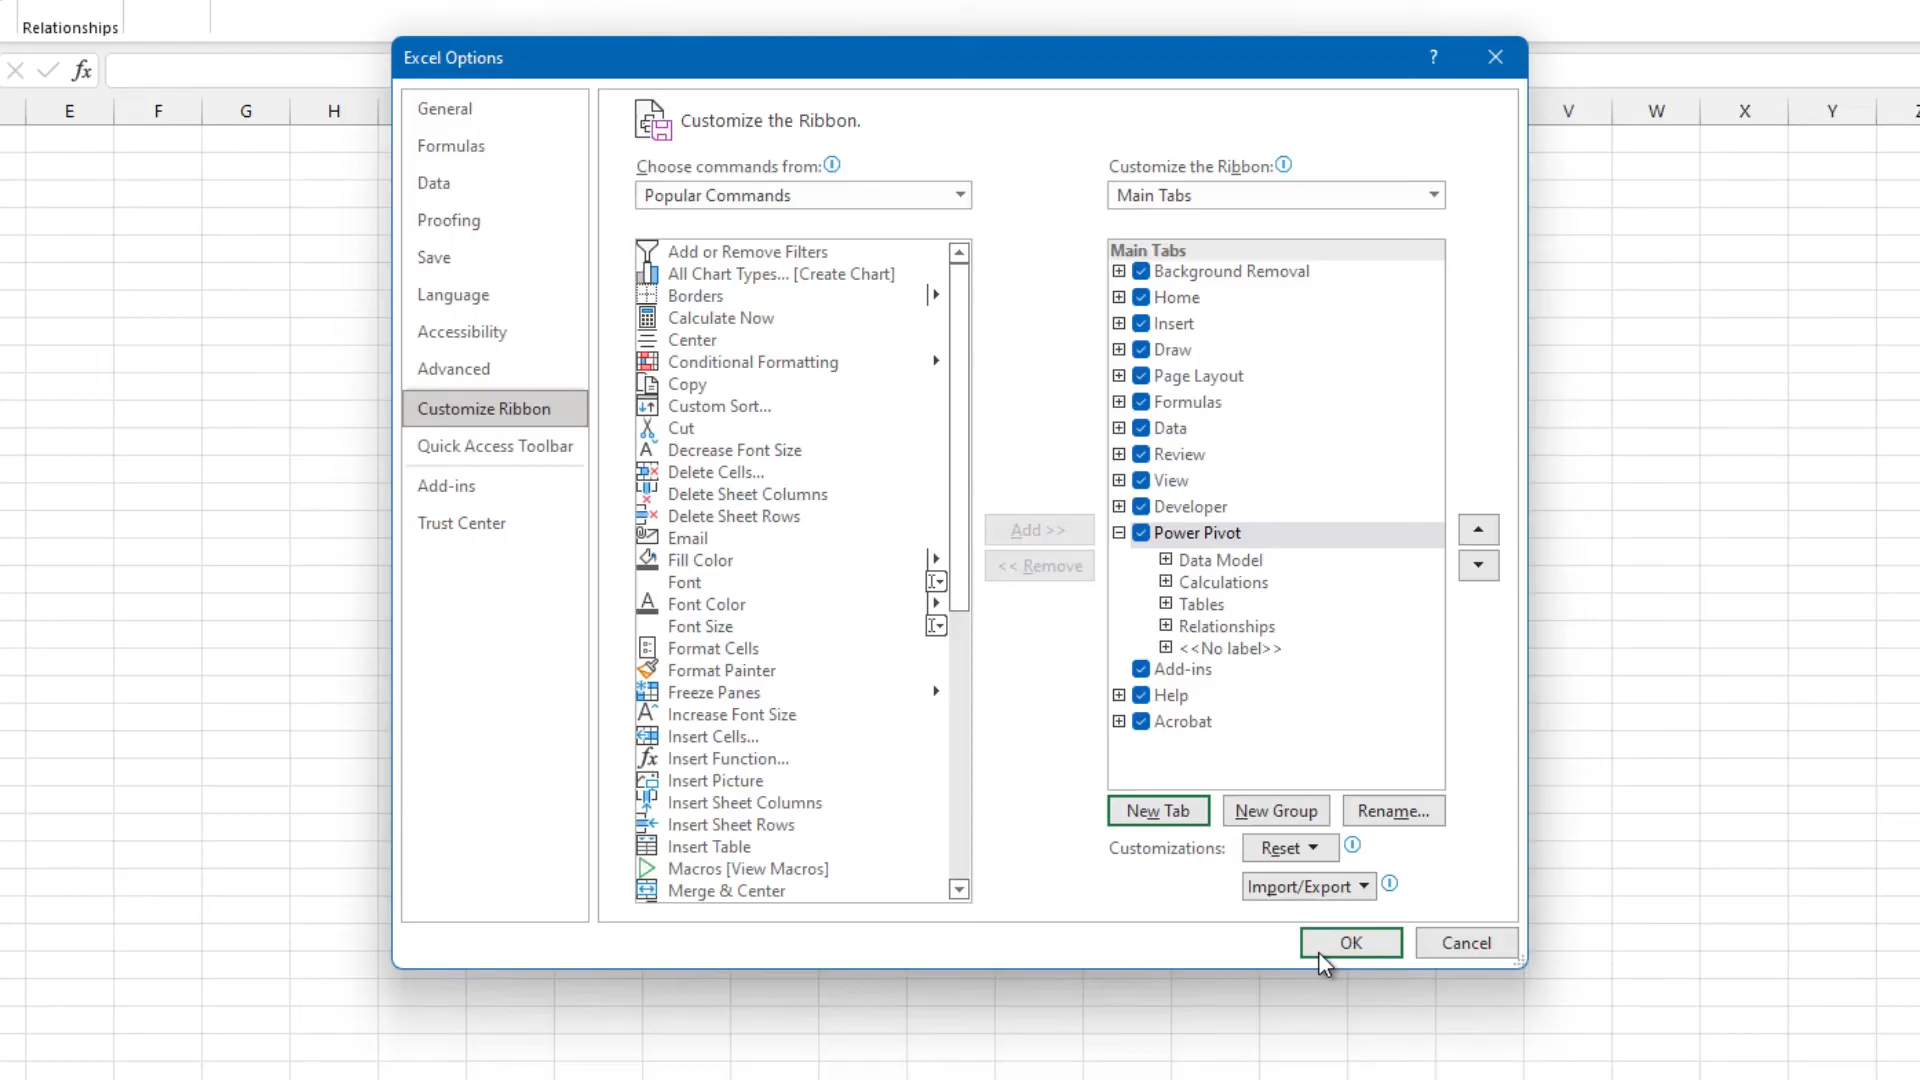 Relationships
fx
E F G H V W X Y Z
Excel Options
?
General
Formulas
Data
Proofing
Save
Language
Accessibility
Advanced
Customize Ribbon
Quick Access Toolbar
Add-ins
Trust Center
Customize the Ribbon.
Choose commands from:
Popular Commands
Add or Remove Filters
All Chart Types... [Create Chart]
Borders
Calculate Now
Center
Conditional Formatting
Copy
Custom Sort...
Cut
Decrease Font Size
Delete Cells...
Delete Sheet Columns
Delete Sheet Rows
Email
Fill Color
Font
Font Color
Font Size
Format Cells
Format Painter
Freeze Panes
Increase Font Size
Insert Cells...
Insert Function...
Insert Picture
Insert Sheet Columns
Insert Sheet Rows
Insert Table
Macros [View Macros]
Merge & Center
Add >>
<< Remove
Customize the Ribbon:
Main Tabs
Main Tabs
Background Removal
Home
Insert
Draw
Page Layout
Formulas
Data
Review
View
Developer
Power Pivot
Data Model
Calculations
Tables
Relationships
<<No label>>
Add-ins
Help
Acrobat
New Tab New Group Rename...
Customizations: Reset
Import/Export
OK Cancel